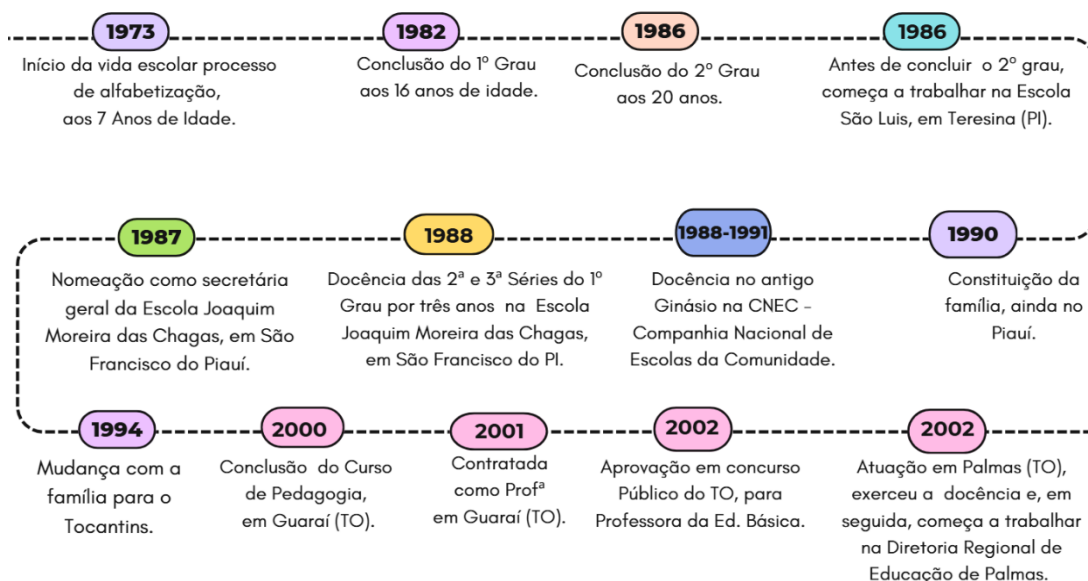 1973
Início da vida escolar processo
de alfabetização,
aos 7 Anos de Idade.
1982
Conclusão do 1º Grau
aos 16 anos de idade.
1986
Conclusão do 2º Grau
aos 20 anos.
1986
Antes de concluir o 2º grau,
começa a trabalhar na Escola
São Luis, em Teresina (PI).
1987
Nomeação como secretária
geral da Escola Joaquim
Moreira das Chagas, em São
Francisco do Piauí.
1988
Docência das 2ª e 3ª Séries do 1º
Grau por três anos na Escola
Joaquim Moreira das Chagas,
em São Francisco do PI.
1988-1991
Docência no antigo
Ginásio na CNEC -
Companhia Nacional de
Escolas da Comunidade.
1990
Constituição da
família, ainda no
Piauí.
1994
Mudança com a
família para o
Tocantins.
2000
Conclusão do Curso
de Pedagogia,
em Guaraí (TO).
2001
Contratada
como Profª
em Guaraí (TO).
2002
Aprovação em concurso
Público do TO, para
Professora da Ed. Básica.
2002
Atuação em Palmas (TO),
exerceu a docência e, em
seguida, começa a trabalhar
na Diretoria Regional de
Educação de Palmas.